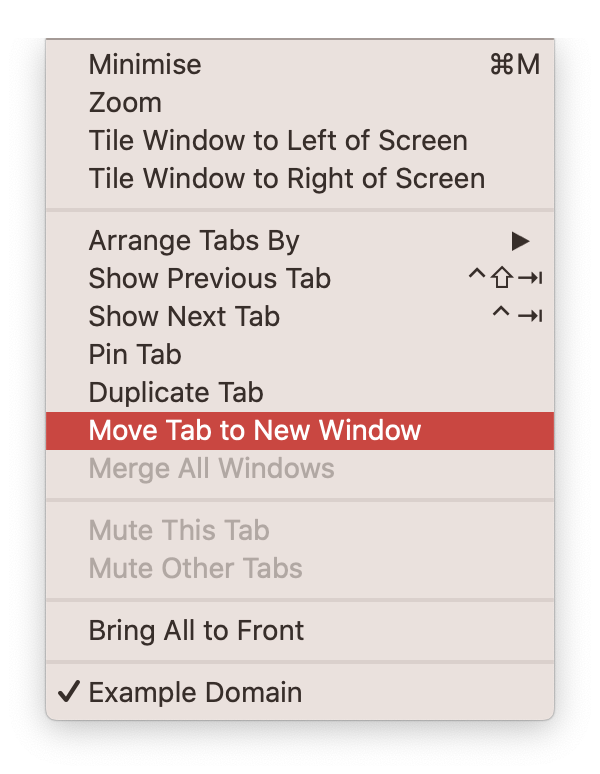 Minimise ⌘M
Zoom
Tile Window to Left of Screen
Tile Window to Right of Screen
Arrange Tabs By ▶
Show Previous Tab ^⇧⇥
Show Next Tab ^⇥
Pin Tab
Duplicate Tab
Move Tab to New Window
Merge All Windows
Mute This Tab
Mute Other Tabs
Bring All to Front
✓ Example Domain